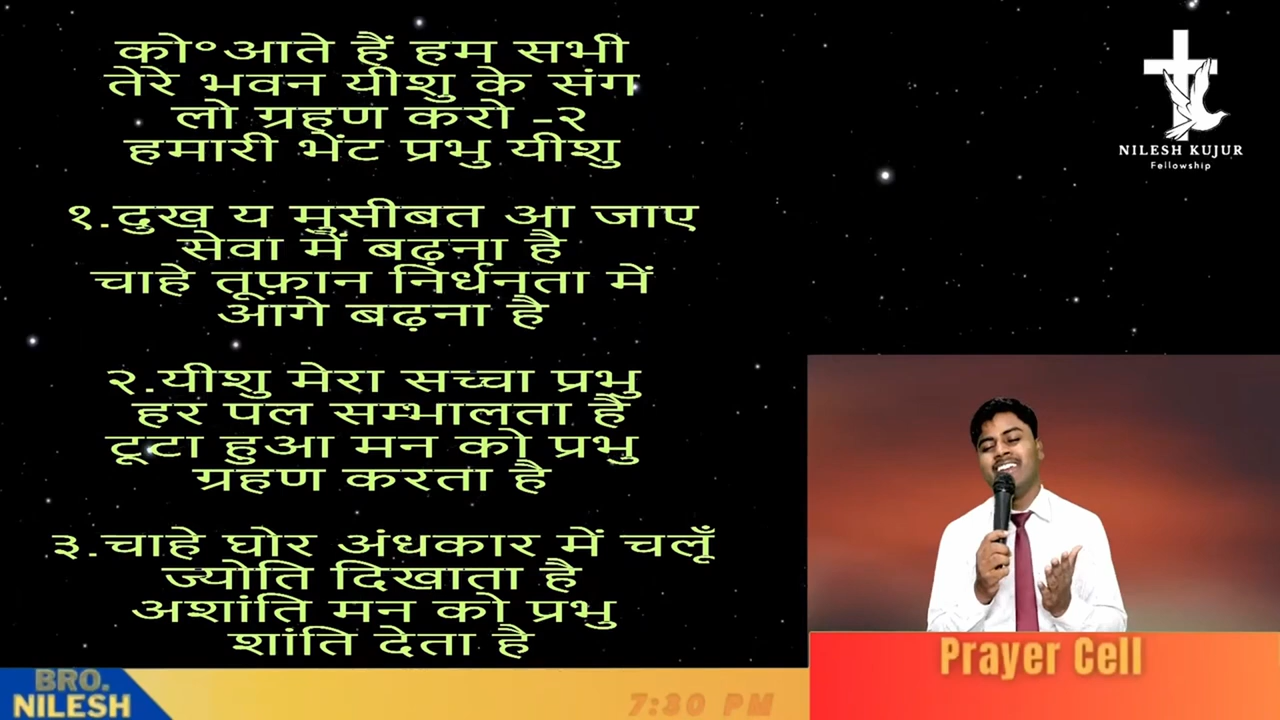 को॰आते हैं हम सभी
तेरे भवन यीशु के संग
लो ग्रहण करो -२
हमारी भेंट प्रभु यीशु
१.दुख य मुसीबत आ जाए
सेवा में बढ़ना है
चाहे तूफ़ान निर्धनता में
आगे बढ़ना है
२.यीशु मेरा सच्चा प्रभु
हर पल सम्भालता है
टूटा हुआ मन को प्रभु
ग्रहण करता है
३.चाहे घोर अंधकार में चलूँ
ज्योति दिखाता है
अशांति मन को प्रभु
शांति देता है
NILESH KUJUR
Fellowship
Prayer Cell
BRO.
NILESH
7:30 PM